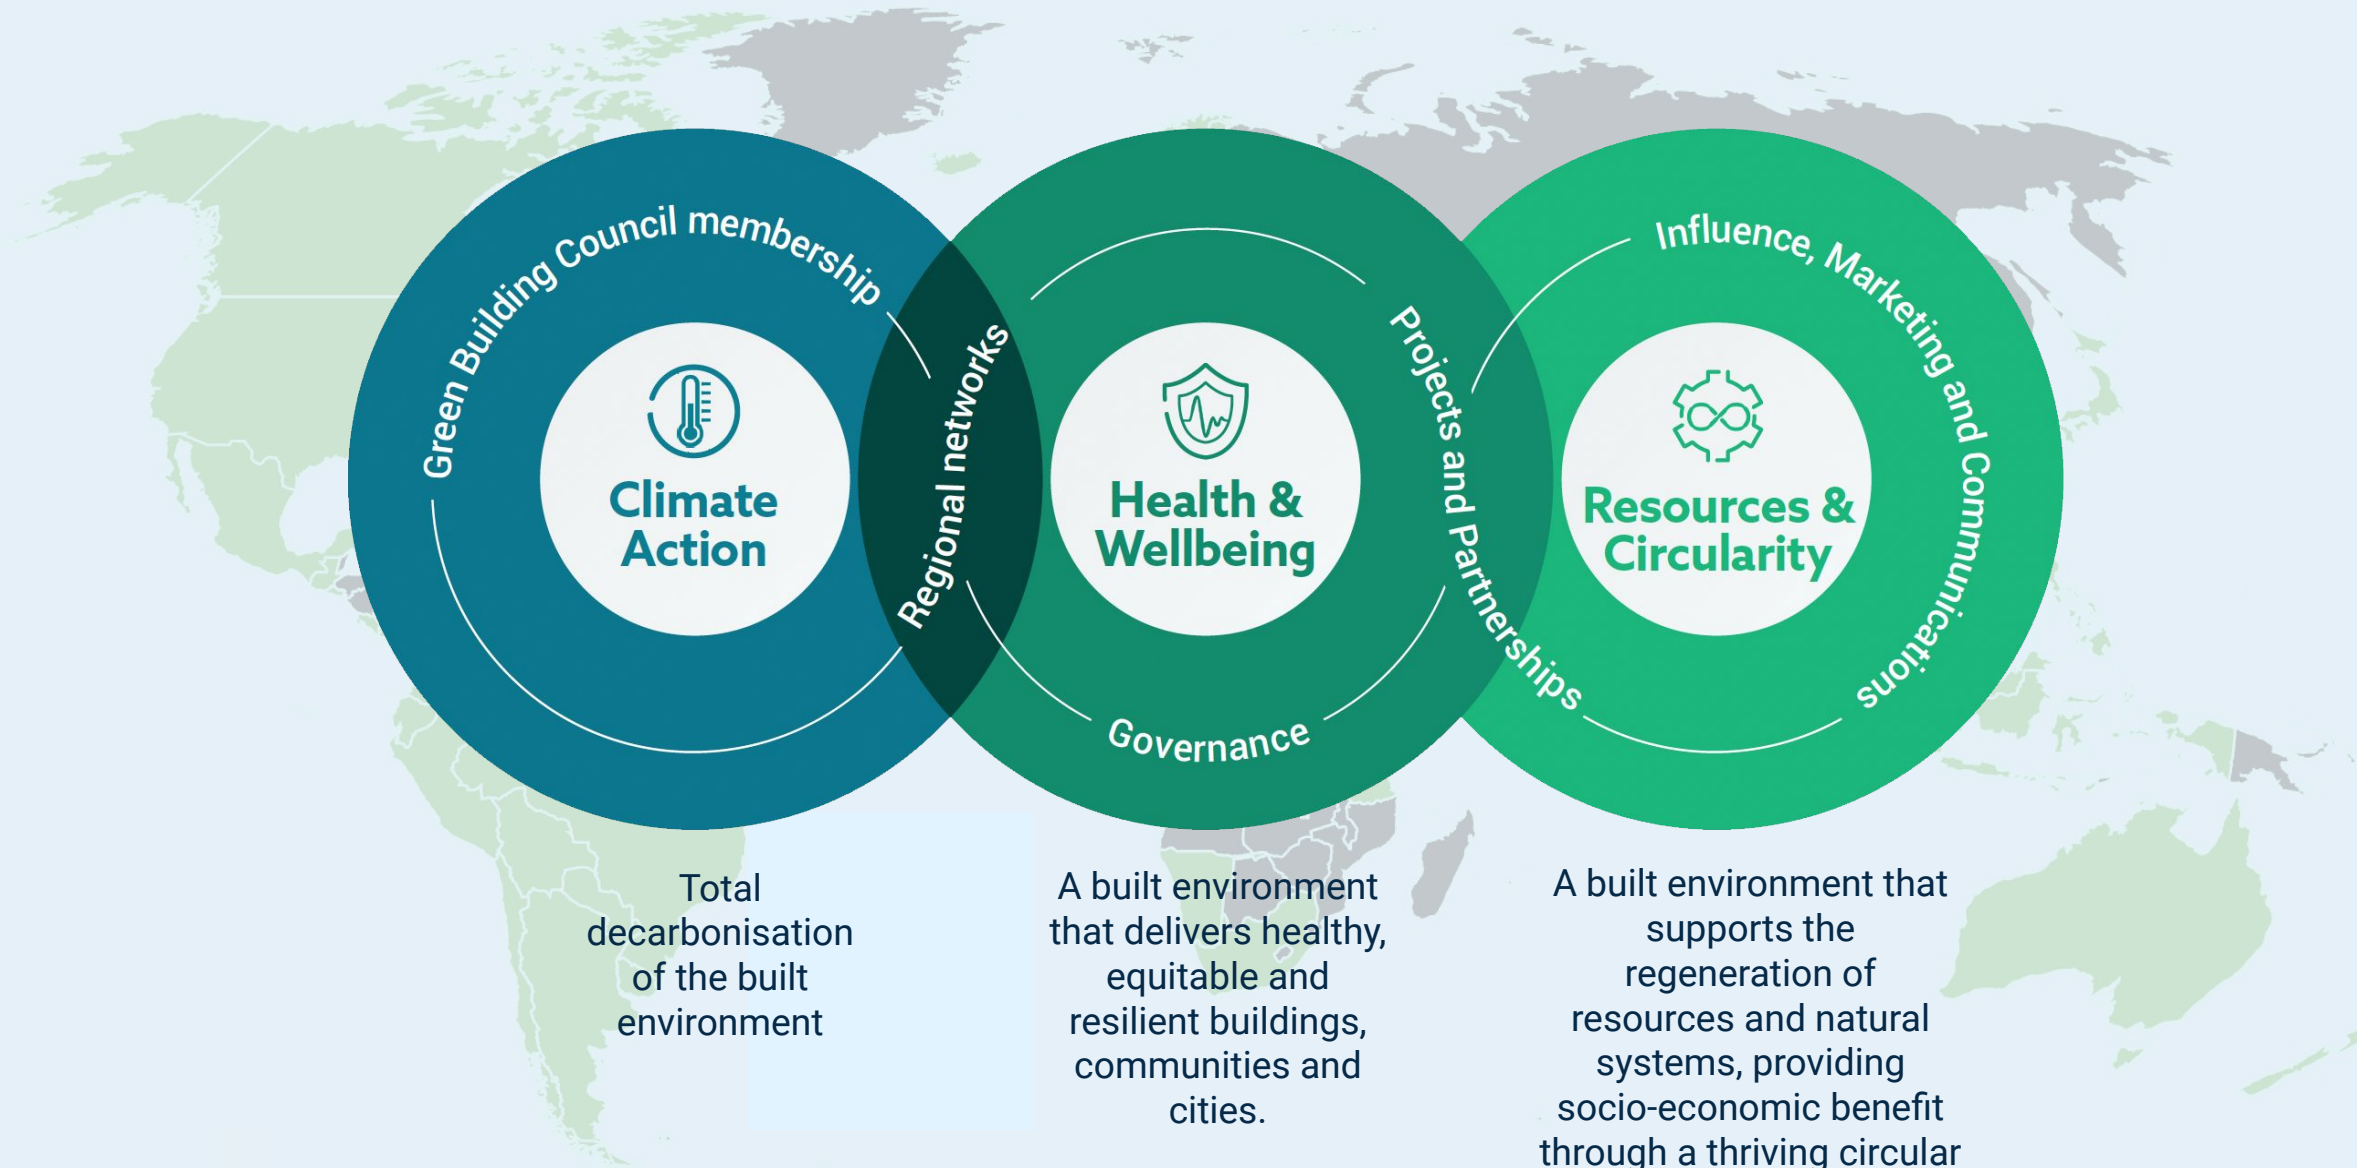 Green Building Council membership
Regional networks
Projects and Partnerships
Influence, Marketing and Communications
Governance
Climate
Action
Health &
Wellbeing
Resources &
Circularity
Total
decarbonisation
of the built
environment
A built environment
that delivers healthy,
equitable and
resilient buildings,
communities and
cities.
A built environment that
supports the
regeneration of
resources and natural
systems, providing
socio-economic benefit
through a thriving circular